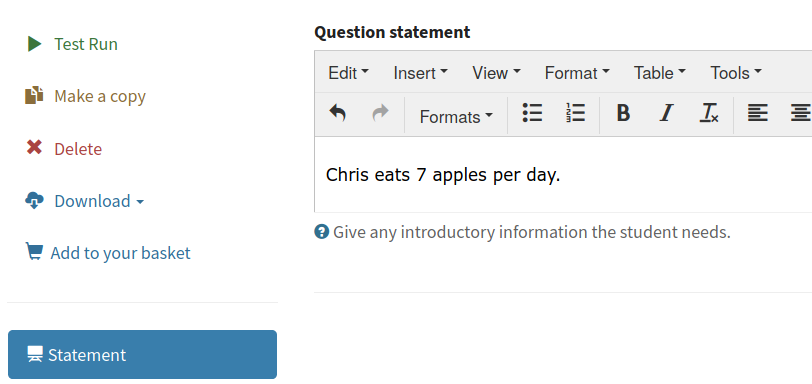 Test Run
Make a copy
Delete
Download
Add to your basket
Statement
Question statement
Edit Insert View Format Table Tools
Formats B I Tx
Chris eats 7 apples per day.
Give any introductory information the student needs.